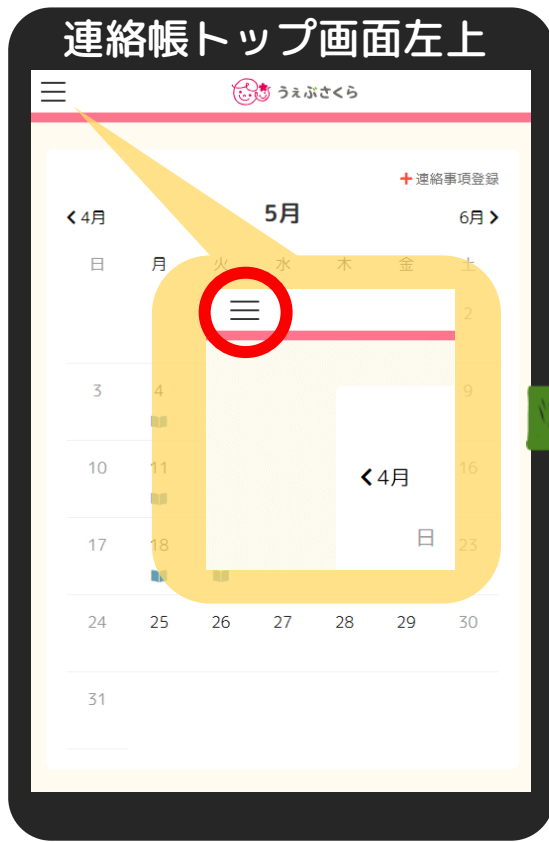 連絡帳トップ画面左上
うぇぶさくら
+ 連絡事項登録
4月 5月 6月
日 月 火 水 木 金 土
2
3 4 9
10 11 16
17 18 23
24 25 26 27 28 29 30
31
4月
日